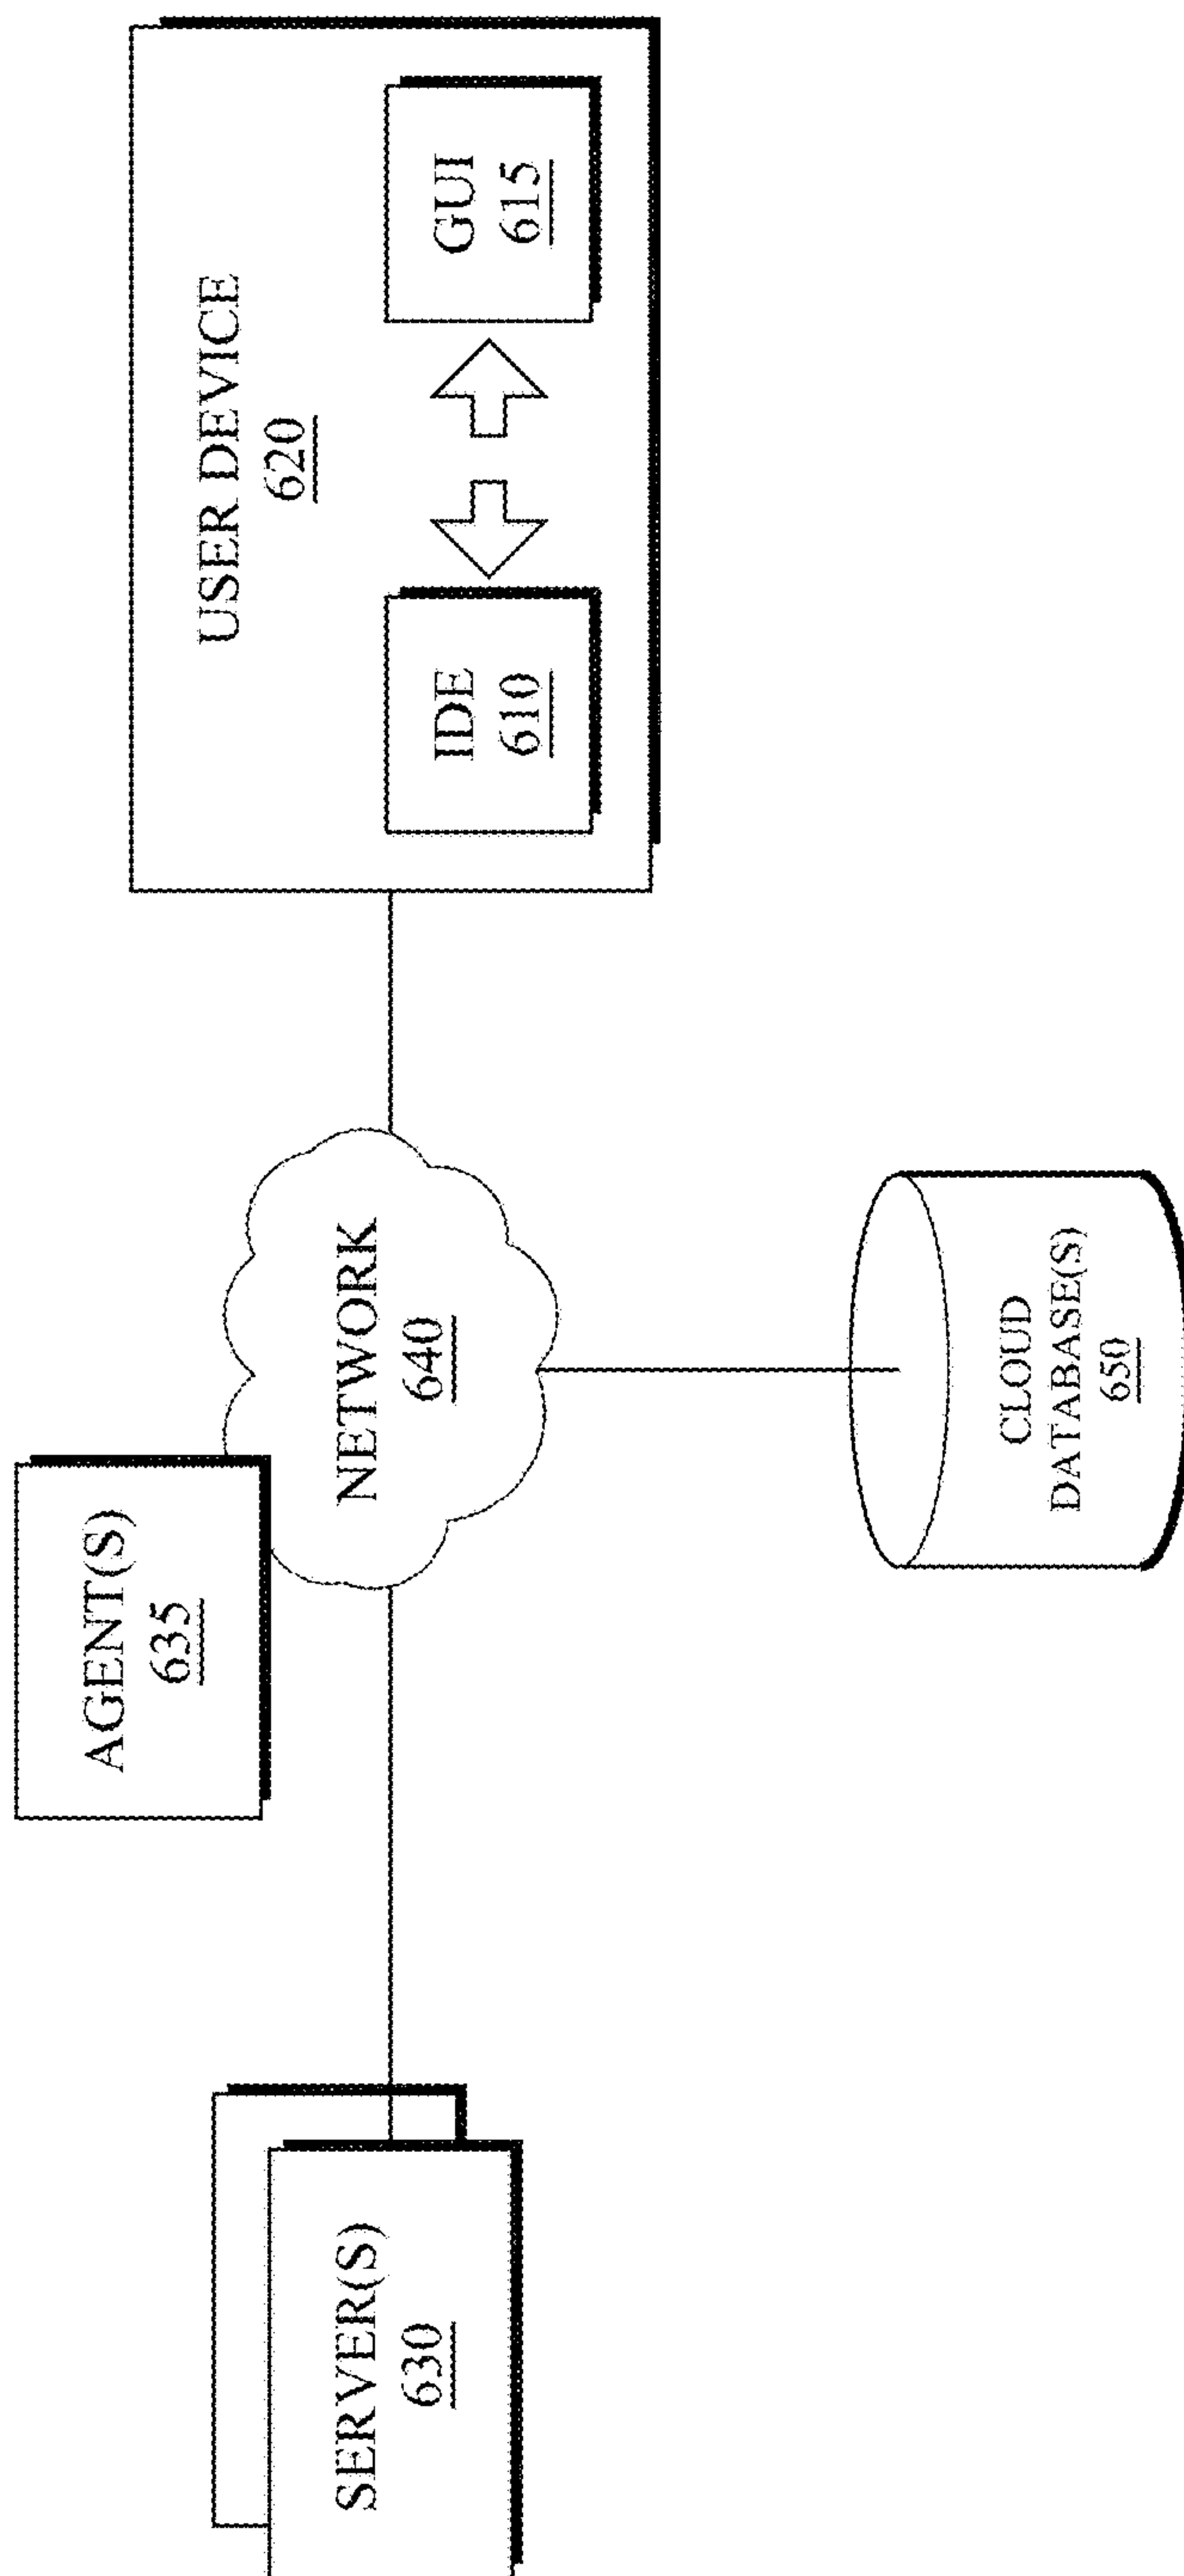 SERVER(S)
630
AGENT(S)
635
NETWORK
640
CLOUD
DATABASE(S)
650
USER DEVICE
620
IDE
610
GUI
615